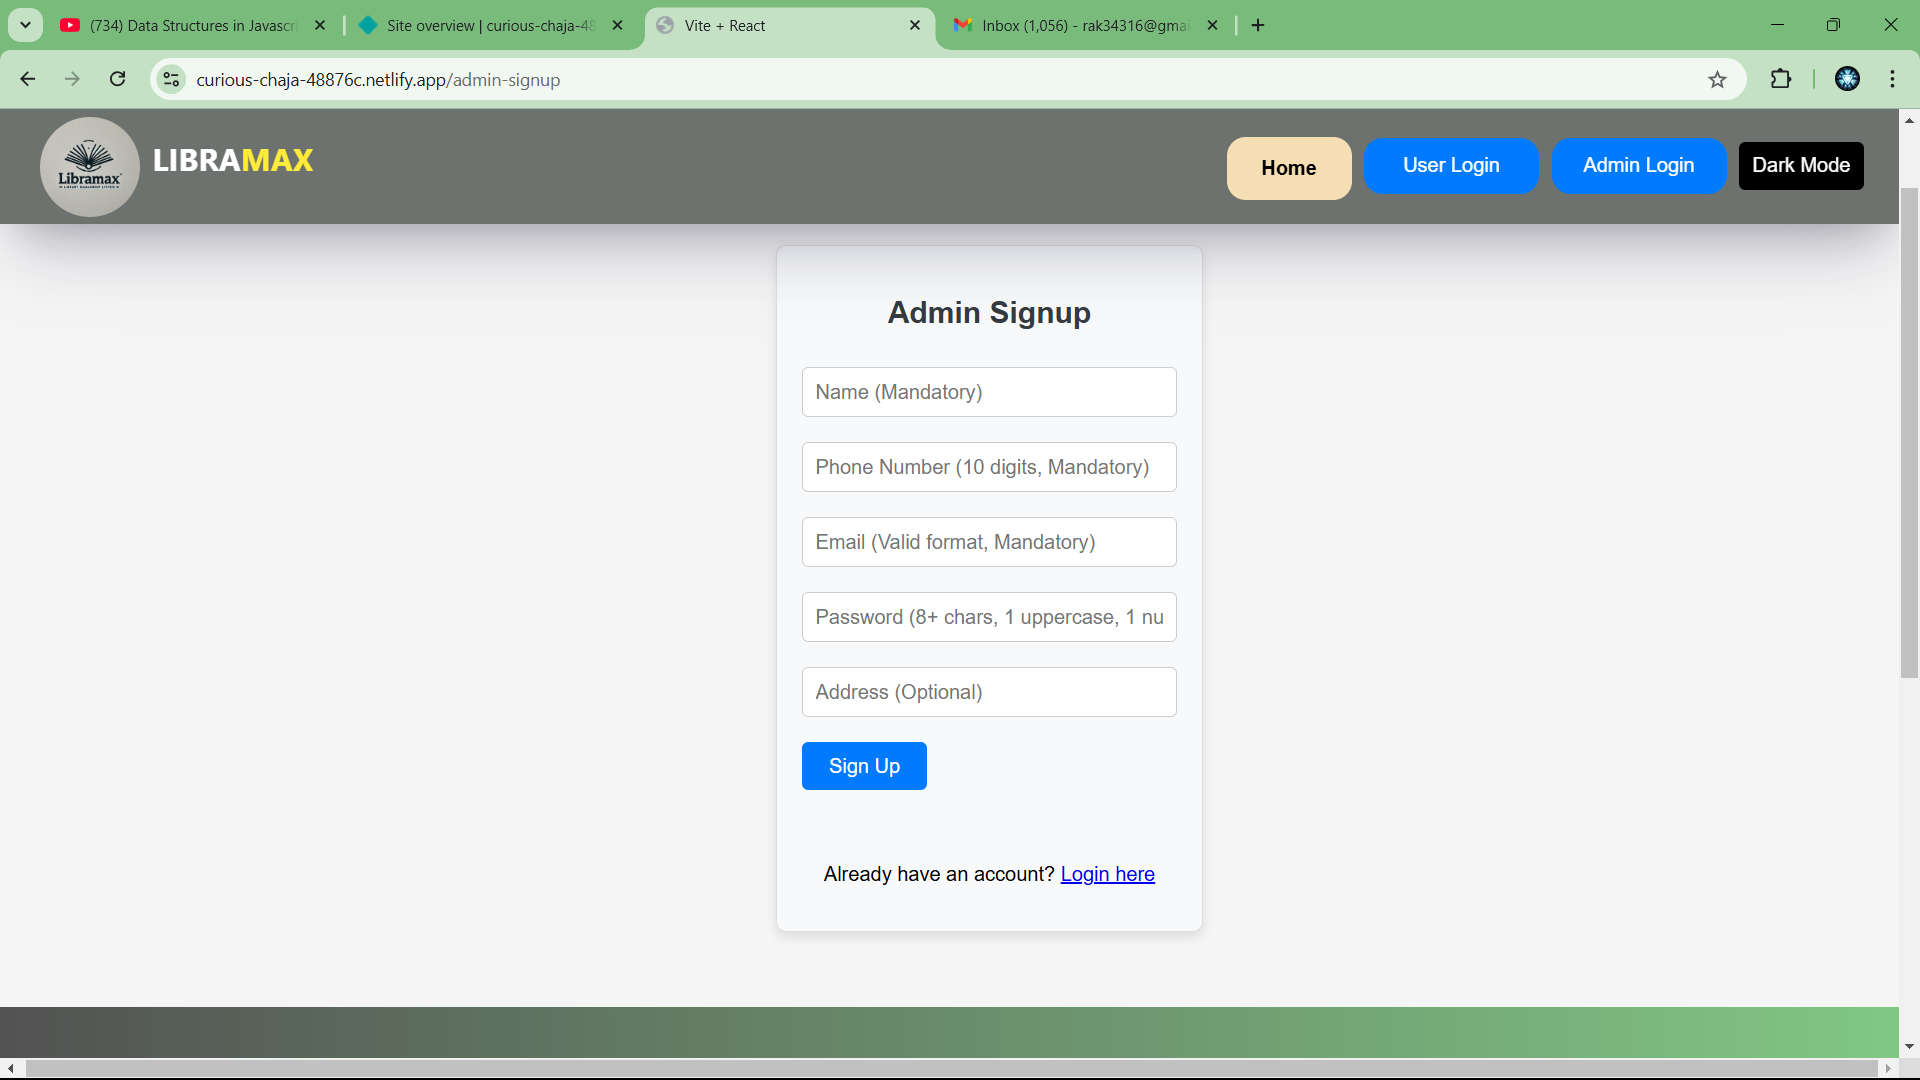 (734) Data Structures in Javascri
Site overview | curious-chaja-48
Vite + React
Inbox (1,056) - rak34316@gmai
curious-chaja-48876c.netlify.app/admin-signup
Libramax
LIBRAMAX
Home
User Login
Admin Login
Dark Mode
Admin Signup
Name (Mandatory)
Phone Number (10 digits, Mandatory)
Email (Valid format, Mandatory)
Password (8+ chars, 1 uppercase, 1 nu
Address (Optional)
Sign Up
Already have an account? Login here